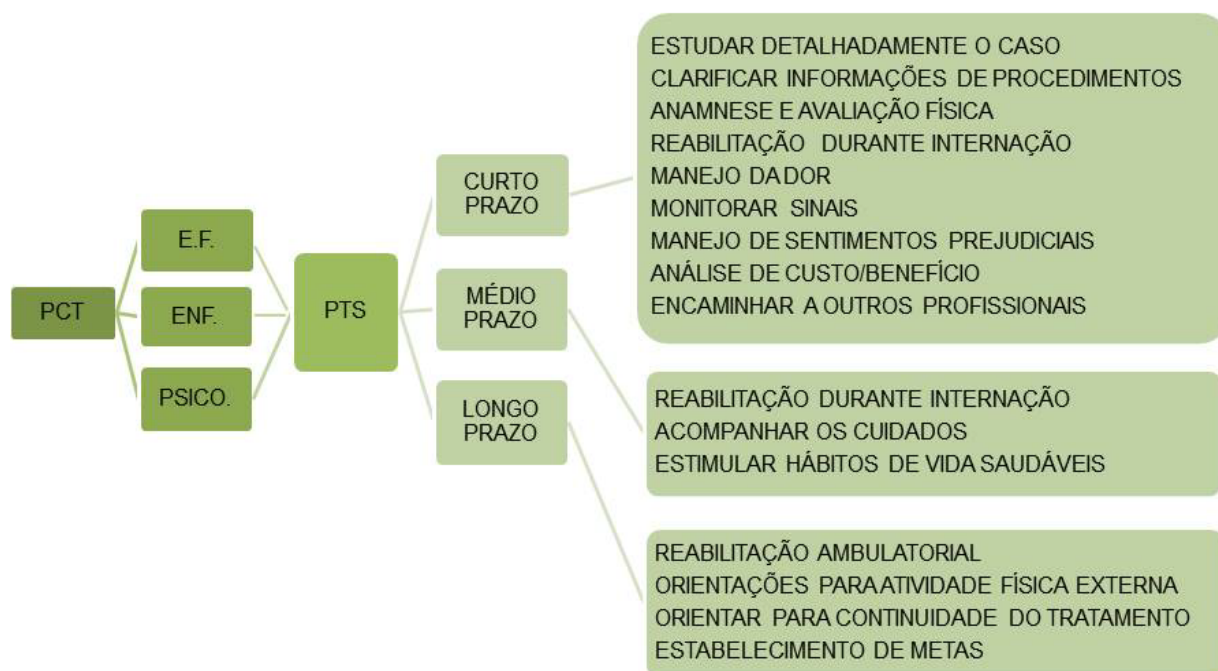 PCT
E.F.
ENF.
PSICO.
PTS
CURTO
PRAZO
MÉDIO
PRAZO
LONGO
PRAZO
ESTUDAR DETALHADAMENTE O CASO
CLARIFICAR INFORMAÇÕES DE PROCEDIMENTOS
ANAMNESE E AVALIAÇÃO FÍSICA
REABILITAÇÃO DURANTE INTERNAÇÃO
MANEJO DA DOR
MONITORAR SINAIS
MANEJO DE SENTIMENTOS PREJUDICIAIS
ANÁLISE DE CUSTO/BENEFÍCIO
ENCAMINHAR A OUTROS PROFISSIONAIS
REABILITAÇÃO DURANTE INTERNAÇÃO
ACOMPANHAR OS CUIDADOS
ESTIMULAR HÁBITOS DE VIDA SAUDÁVEIS
REABILITAÇÃO AMBULATORIAL
ORIENTAÇÕES PARA ATIVIDADE FÍSICA EXTERNA
ORIENTAR PARA CONTINUIDADE DO TRATAMENTO
ESTABELECIMENTO DE METAS